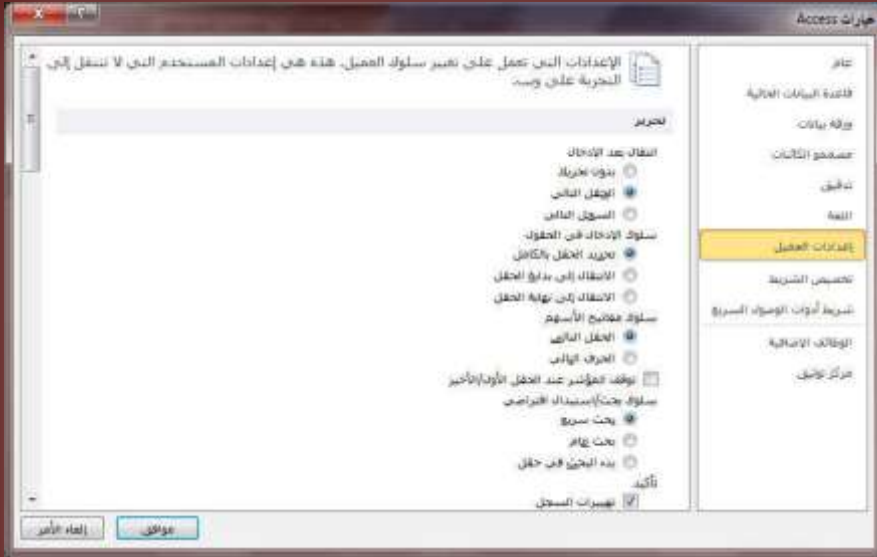 خيارات Access
عام
قاعدة البيانات الحالية
ورقة بيانات
مصممو الكائنات
تدقيق
اللغة
إعدادات العميل
تخصيص الشريط
شريط أدوات الوصول السريع
الوظائف الإضافية
مركز توثيق
الإعدادات التي تعمل على تغيير سلوك العميل. هذه هي إعدادات المستخدم التي لا تنتقل إلى
التجربة على ويب.
تحرير
انتقال بعد الإدخال
بدون تحريك
الحقل التالي
السجل التالي
سلوك الإدخال في الحقول
تحديد الحقل بالكامل
الانتقال إلى بداية الحقل
الانتقال إلى نهاية الحقل
سلوك مفاتيح الأسهم
الحقل التالي
الحرف التالي
توقف المؤشر عند الحقل الأول/الأخير
سلوك بحث/استبدال افتراضي
بحث سريع
بحث عام
بدء البحث في حقل
تأكيد
تغييرات السجل
موافق
إلغاء الأمر